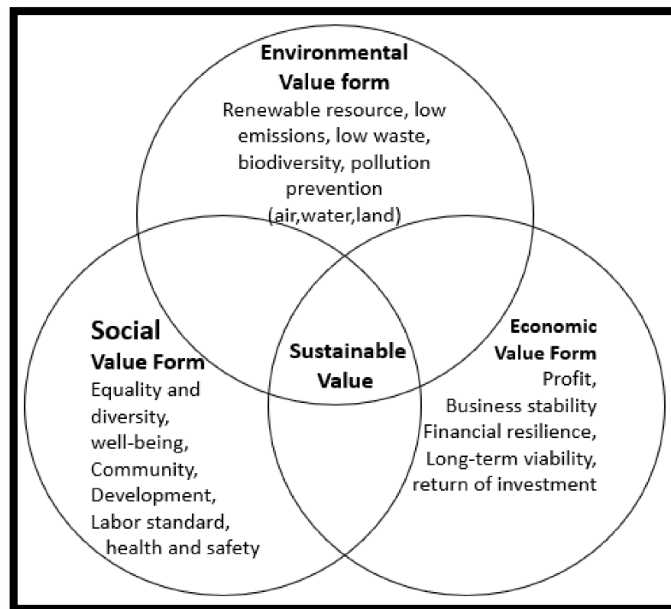 Environmental
Value form
Renewable resource, low
emissions, low waste,
biodiversity, pollution
prevention
(air,water,land)
Social
Value Form
Equality and
diversity,
well-being,
Community,
Development,
Labor standard,
health and safety
Sustainable
Value
Economic
Value Form
Profit,
Business stability
Financial resilience,
Long-term viability,
return of investment